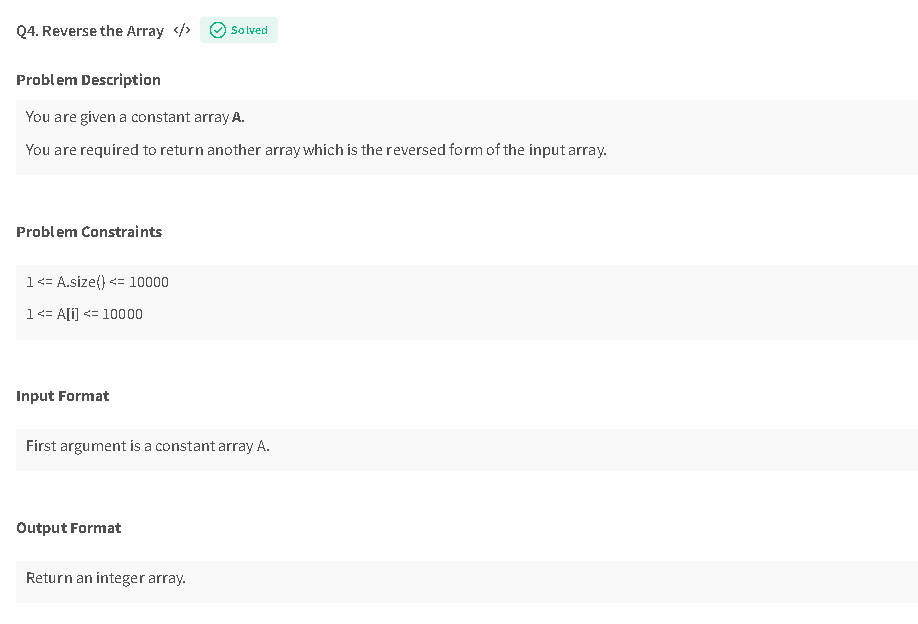 Q4. Reverse the Array </> Solved
Problem Description
You are given a constant array A.
You are required to return another array which is the reversed form of the input array.
Problem Constraints
1 <= A.size() <= 10000
1 <= A[i] <= 10000
Input Format
First argument is a constant array A.
Output Format
Return an integer array.